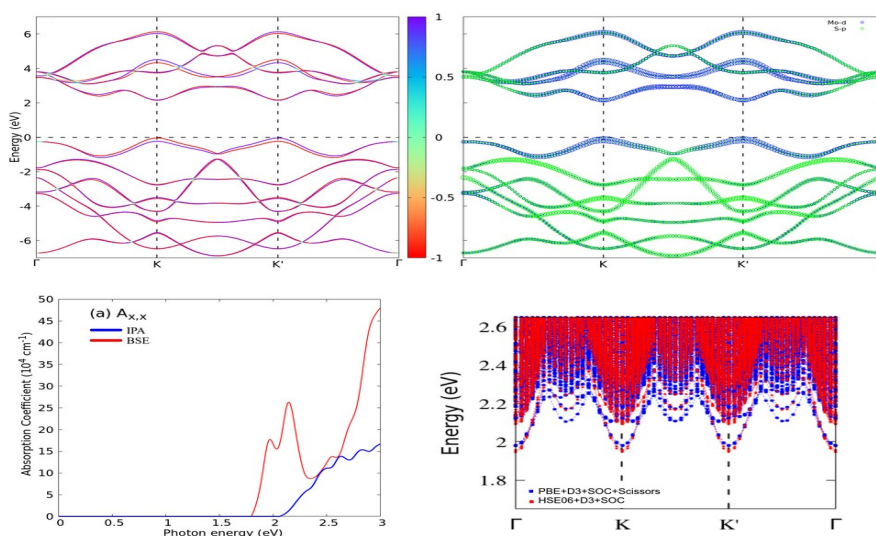 6
4
2
0
-2
-4
-6
Energy (eV)
Γ
K
K'
Γ
1
0.5
0
-0.5
-1
Mo-d
S-p
Γ
K
K'
Γ
(a) Ax,x
IPA
BSE
50
45
40
35
30
25
20
15
10
5
0
Absorption Coefficient (10⁴ cm⁻¹)
0
0.5
1
1.5
2
2.5
3
Photon energy (eV)
2.6
2.4
2.2
2
1.8
Energy (eV)
PBE+D3+SOC+Scissors
HSE06+D3+SOC
Γ
K
K'
Γ